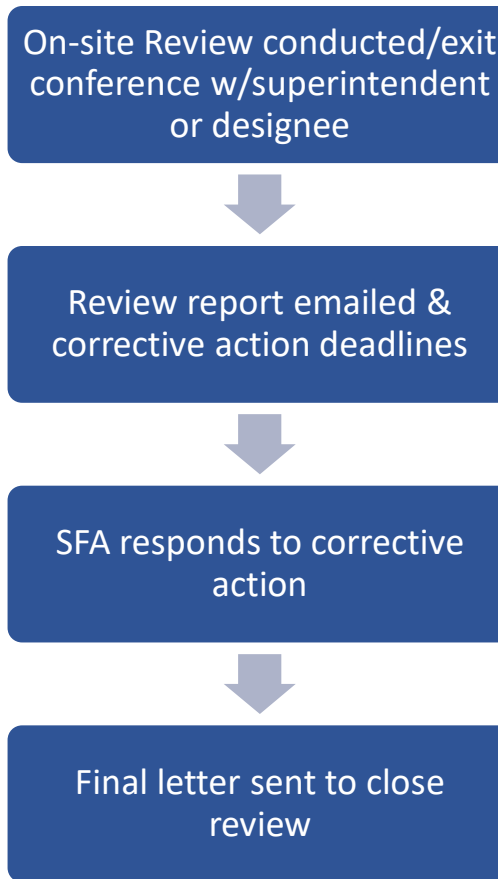 On-site Review conducted/exit
conference w/superintendent
or designee
Review report emailed &
corrective action deadlines
SFA responds to corrective
action
Final letter sent to close
review